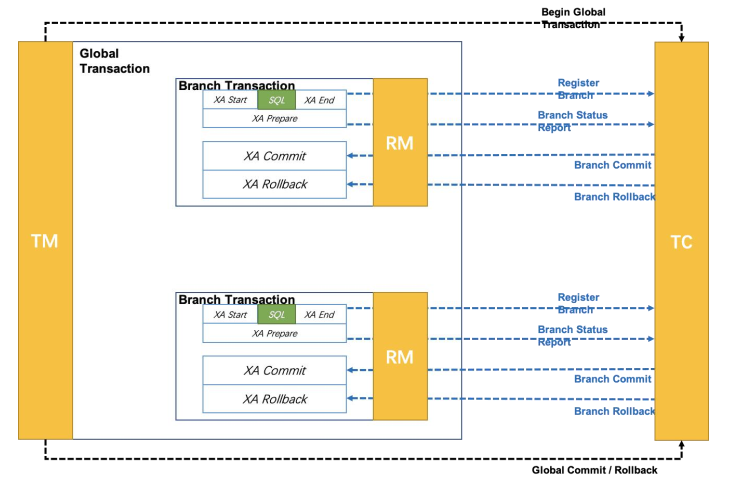 Begin Global
Transaction
Global
Transaction
TM
TC
Branch Transaction
XA Start SQL XA End
XA Prepare
XA Commit
XA Rollback
RM
Register
Branch
Branch Status
Report
Branch Commit
Branch Rollback
Branch Transaction
XA Start SQL XA End
XA Prepare
XA Commit
XA Rollback
RM
Register
Branch
Branch Status
Report
Branch Commit
Branch Rollback
Global Commit / Rollback